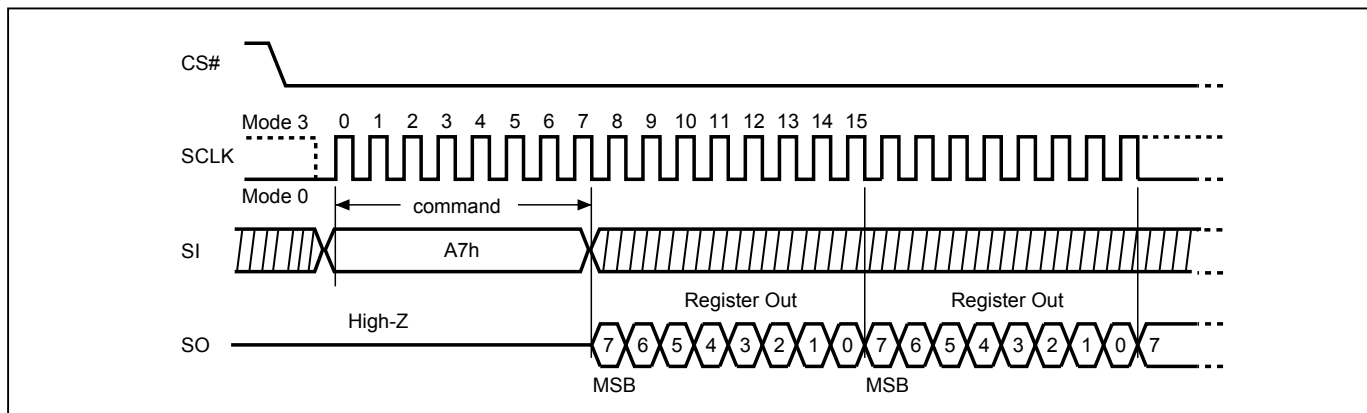 CS#
Mode 3 0 1 2 3 4 5 6 7 8 9 10 11 12 13 14 15
SCLK
Mode 0
command
SI A7h
Register Out Register Out
High-Z
SO 7 6 5 4 3 2 1 0 7 6 5 4 3 2 1 0 7
MSB MSB